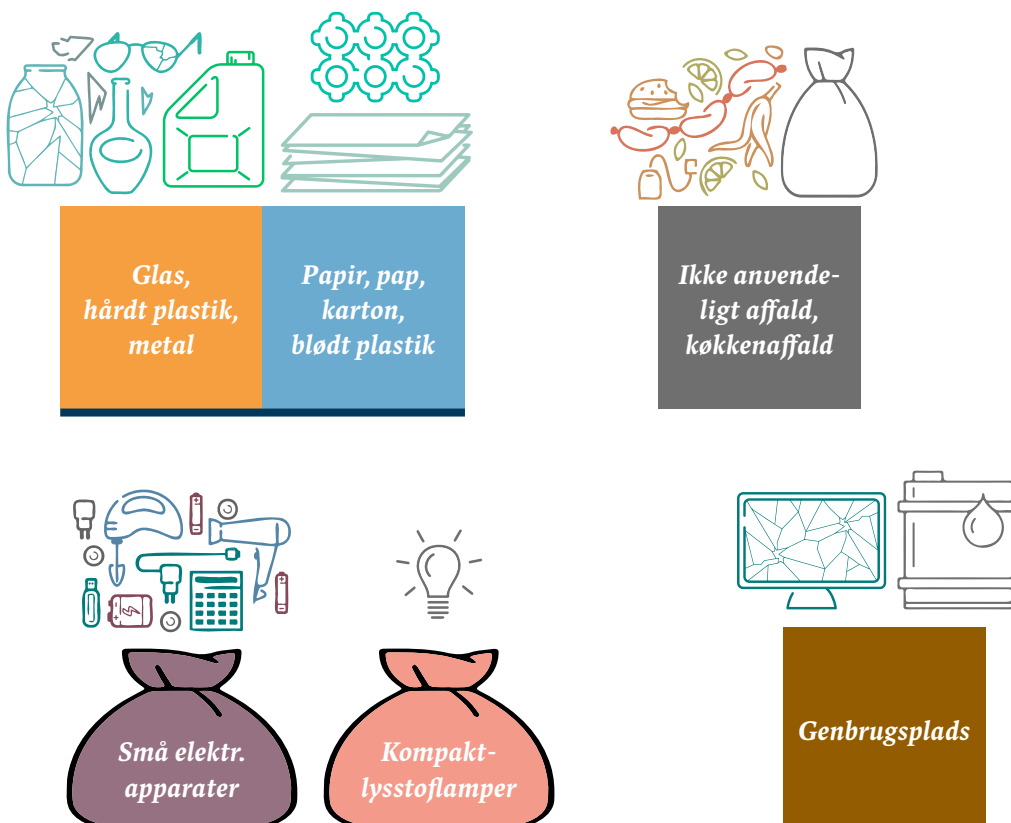 Glas,
hårdt plastik,
metal
Papir, pap,
karton,
blødt plastik
Ikke anvende-
ligt affald,
køkkenaffald
Små elektr.
apparater
Kompakt-
lysstoflamper
Genbrugsplads